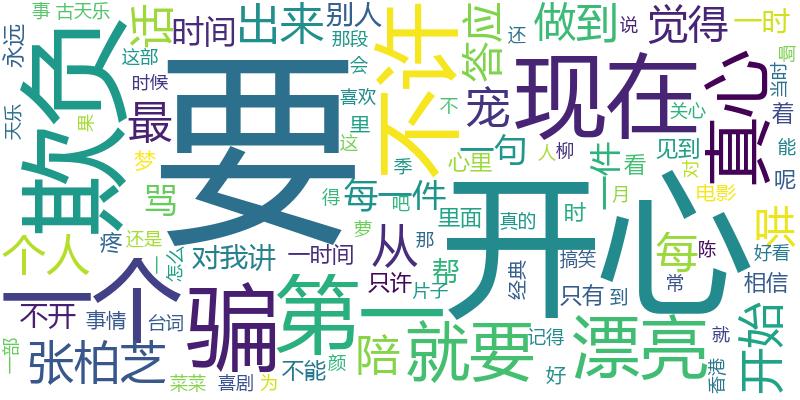 事 古天乐
永远
话
时间
出来
别人
那段
不许
答应
做到
还
说
觉得
一时
啊
欺负
这部
时候
要
会
喜欢
宠
现在
真心
当时
天乐
果
最
里
不
关心
着
梦
这
一句
人
柳
一件
看
见到
对
能
骂
季
心里
呢
每一件
得
吧
月
电影
哄
一个人
疼
还是
萝
里面
真的
时
开心
每
陈
好看
一个
怎么
对我讲
一时间
从
那
帮
经典
搞笑
常
相信
不开
事情
台词
骗
第一
只许
片子
只有
到
开始
一部
张柏芝
陪
就要
记得
漂亮
就
香港
菜菜
喜剧
为
不能
颜
好